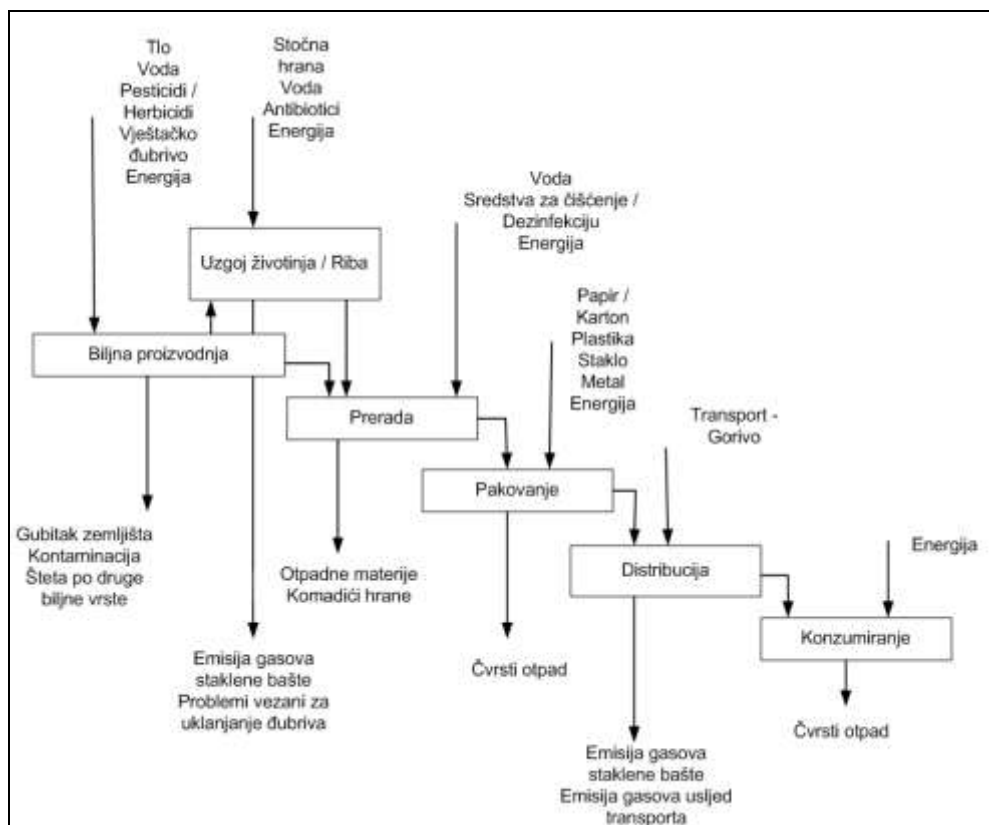 Tlo
Voda
Pesticidi /
Herbicidi
Vještačko
đubrivo
Energija
Stočna
hrana
Voda
Antibiotici
Energija
Voda
Sredstva za čišćenje /
Dezinfekciju
Energija
Uzgoj životinja / Riba
Papir /
Karton
Plastika
Staklo
Metal
Energija
Biljna proizvodnja
Prerada
Transport -
Gorivo
Pakovanje
Gubitak zemljišta
Kontaminacija
Šteta po druge
biljne vrste
Otpadne materije
Komadići hrane
Distribucija
Energija
Konzumiranje
Emisija gasova
staklene bašte
Problemi vezani za
uklanjanje đubriva
Čvrsti otpad
Čvrsti otpad
Emisija gasova
staklene bašte
Emisija gasova usljed
transporta